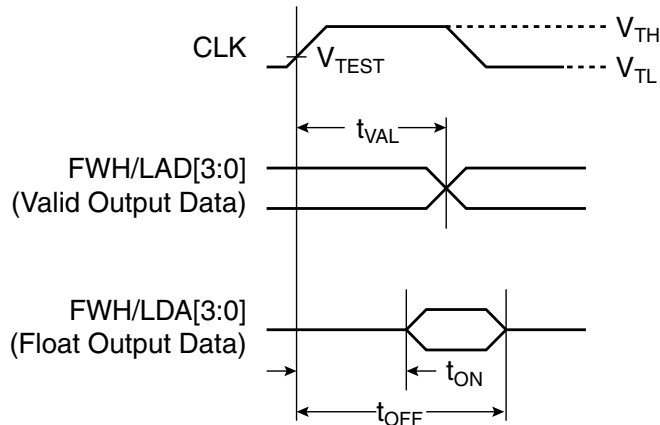 CLK
V_TEST
V_TH
V_TL
t_VAL
FWH/LAD[3:0]
(Valid Output Data)
FWH/LDA[3:0]
(Float Output Data)
t_ON
t_OFF